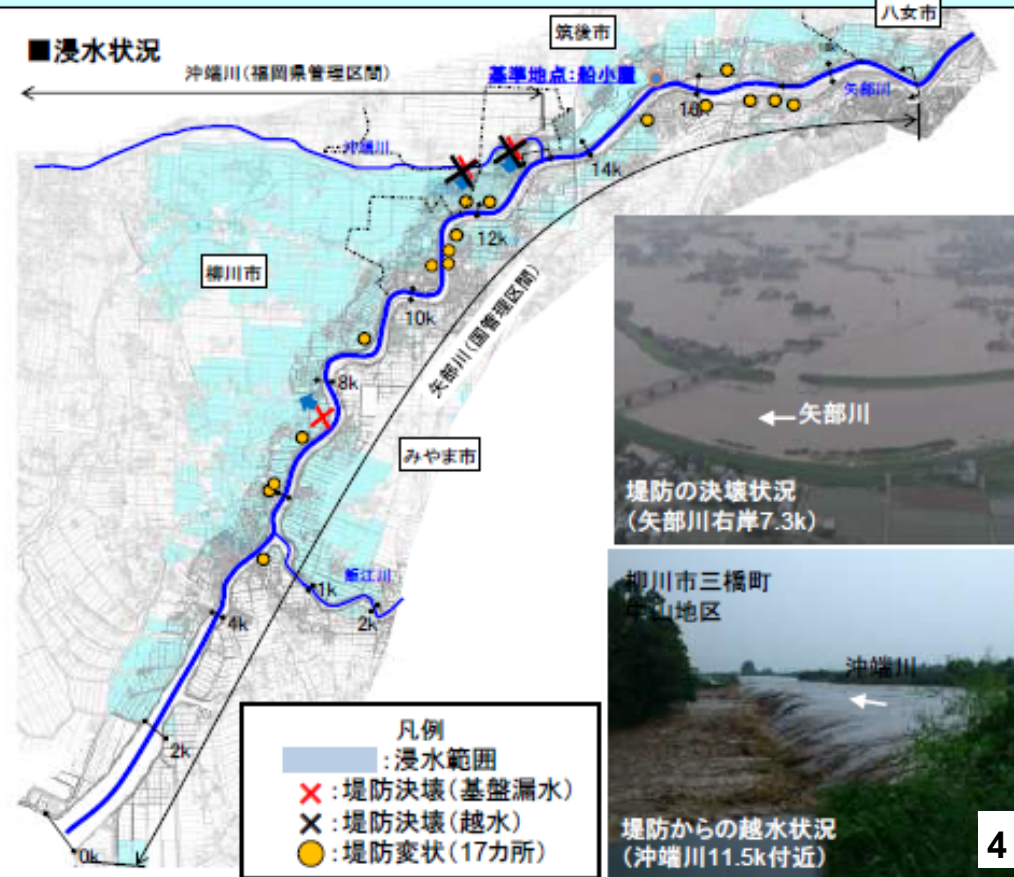 八女市
筑後市
■浸水状況
沖端川(福岡県管理区間)
基準地点:船小屋
矢部川
沖端川
16k
14k
12k
柳川市
10k
矢部川(国管理区間)
8k
みやま市
←矢部川
堤防の決壊状況
(矢部川右岸7.3k)
飯江川
1k
2k
4k
柳川市三橋町
中山地区
沖端川
2k
凡例
:浸水範囲
:堤防決壊(基盤漏水)
:堤防決壊(越水)
:堤防変状(17カ所)
堤防からの越水状況
(沖端川11.5k付近)
0k
4